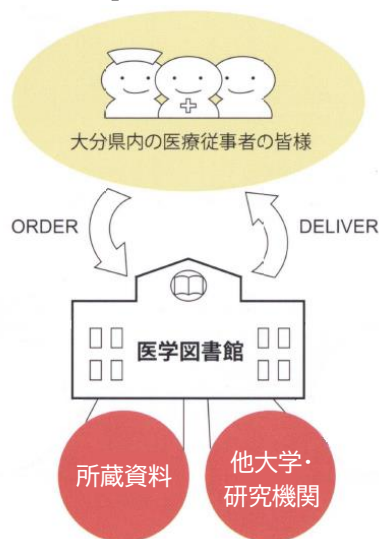 大分県内の医療従事者の皆様
ORDER
DELIVER
医学図書館
所蔵資料
他大学・
研究機関